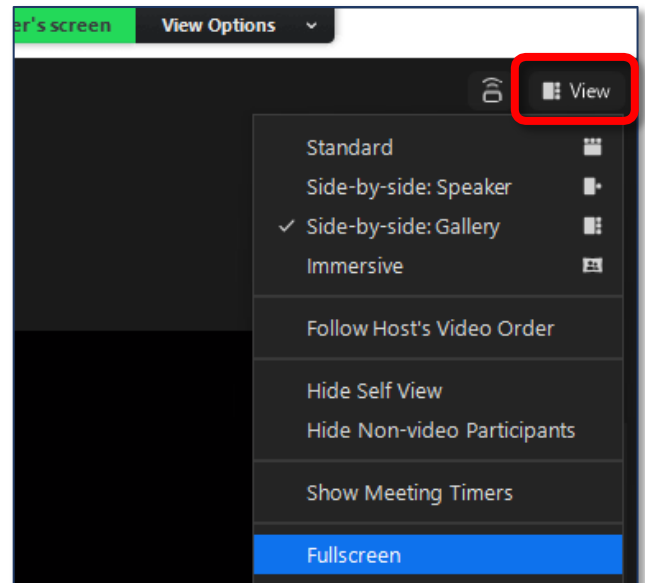 er's screen View Options
View
Standard
Side-by-side: Speaker
Side-by-side: Gallery
Immersive
Follow Host's Video Order
Hide Self View
Hide Non-video Participants
Show Meeting Timers
Fullscreen